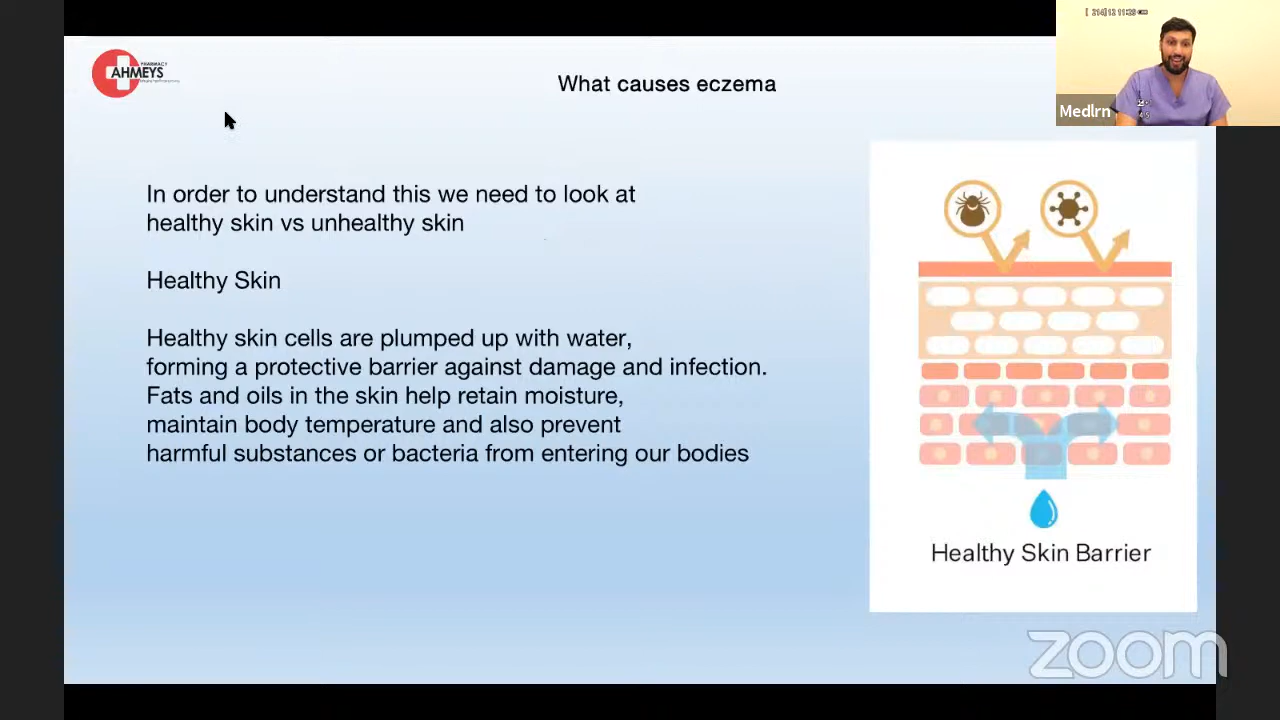 PHARMACY
AHMEYS
What causes eczema
Medlrn
In order to understand this we need to look at
healthy skin vs unhealthy skin
Healthy Skin
Healthy skin cells are plumped up with water,
forming a protective barrier against damage and infection.
Fats and oils in the skin help retain moisture,
maintain body temperature and also prevent
harmful substances or bacteria from entering our bodies
Healthy Skin Barrier
zoom